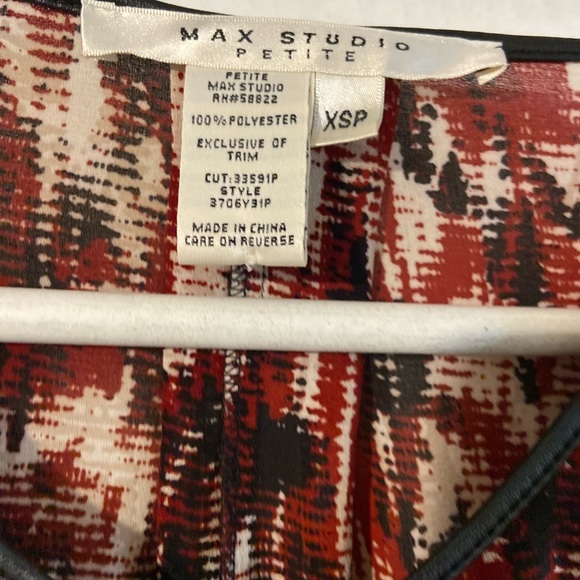 MAX STUDIO
PETITE
PETITE
MAX STUDIO
RN#58822
100% POLYESTER
EXCLUSIVE OF
TRIM
CUT:33591P
STYLE
3706Y31P
MADE IN CHINA
CARE ON REVERSE
XSP